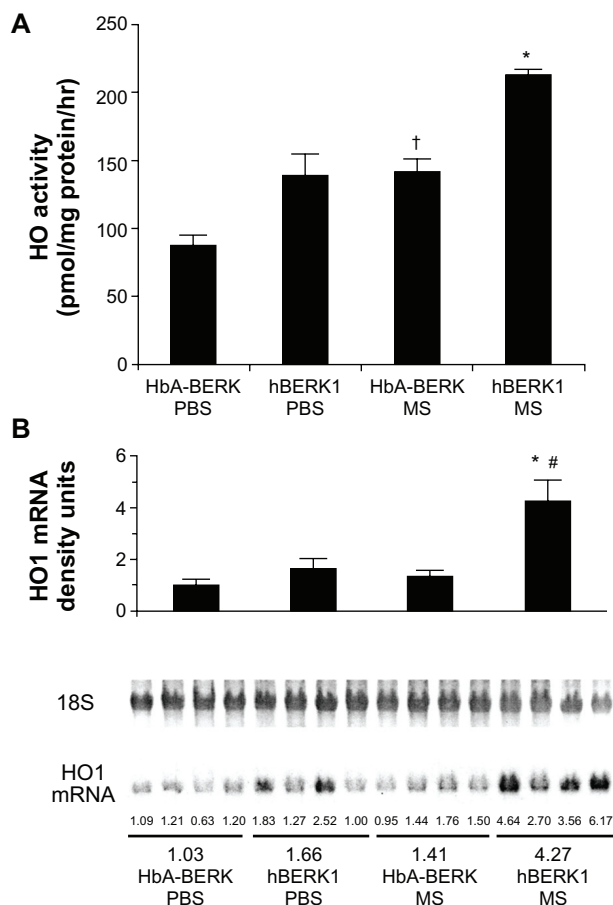 A
HO activity
(pmol/mg protein/hr)
250
200
150
100
50
0
†
*
HbA-BERK
PBS
hBERK1
PBS
HbA-BERK
MS
hBERK1
MS
B
HO1 mRNA
density units
6
4
2
0
* #
18S
HO1
mRNA
1.09 1.21 0.63 1.20 1.83 1.27 2.52 1.00 0.95 1.44 1.76 1.50 4.64 2.70 3.56 6.17
1.03
HbA-BERK
PBS
1.66
hBERK1
PBS
1.41
HbA-BERK
MS
4.27
hBERK1
MS